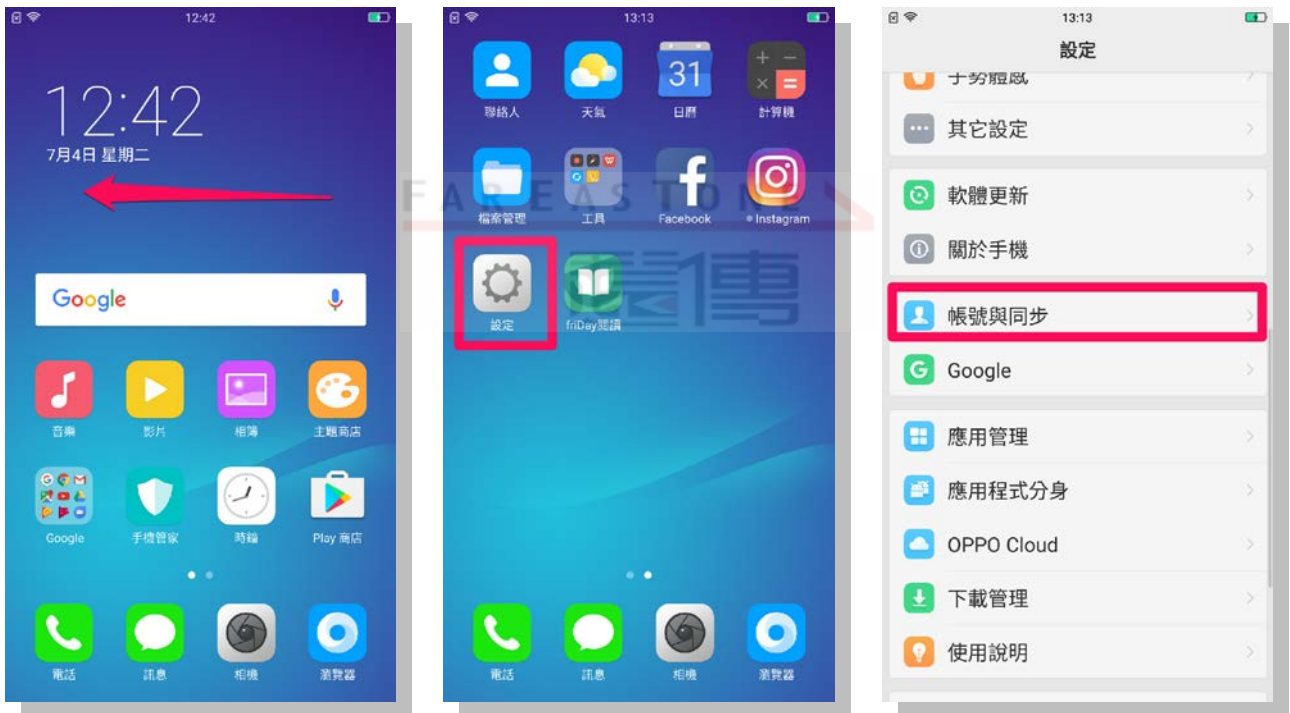 12:42
12:42
7月4日 星期二
Google
音樂 影片 相簿 主題商店
Google 手機管家 時鐘 Play 商店
電話 訊息 相機 瀏覽器
13:13
31
聯絡人 天氣 日曆 計算機
檔案管理 工具 Facebook Instagram
設定 friDay閱讀
FAREASTONE
遠傳
電話 訊息 相機 瀏覽器
13:13
設定
手勢體感
其它設定
軟體更新
關於手機
帳號與同步
Google
應用管理
應用程式分身
OPPO Cloud
下載管理
使用說明